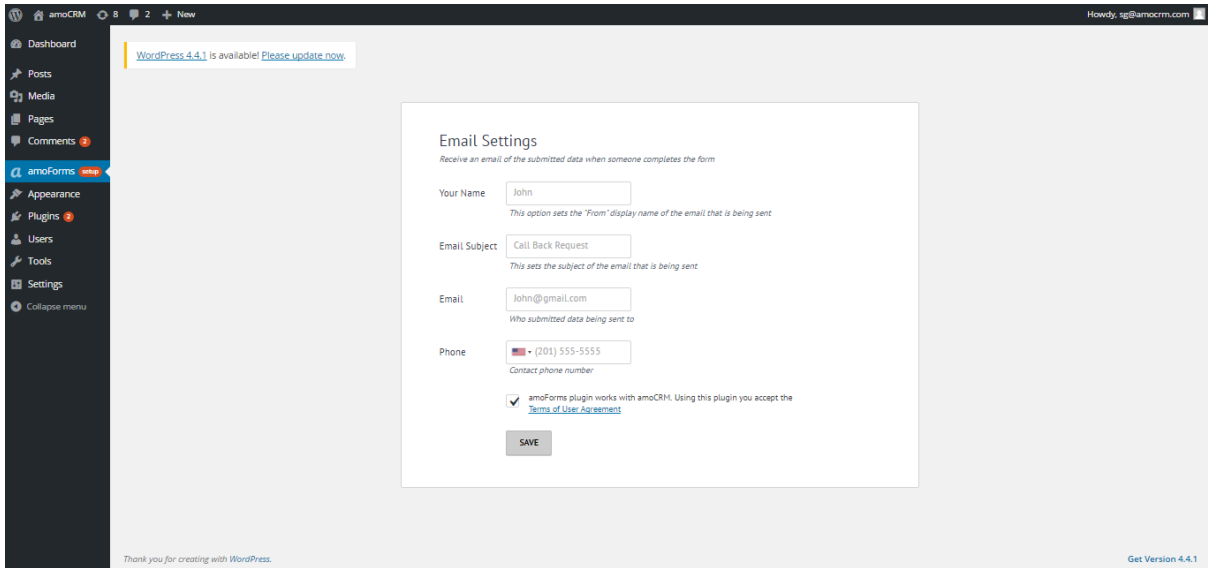 amoCRM 8 2 + New Howdy, sg@amocrm.com
Dashboard
Posts
Media
Pages
Comments 2
amoForms setup
Appearance
Plugins 2
Users
Tools
Settings
Collapse menu
WordPress 4.4.1 is available! Please update now.
Email Settings
Receive an email of the submitted data when someone completes the form
Your Name John
This option sets the "From" display name of the email that is being sent
Email Subject Call Back Request
This sets the subject of the email that is being sent
Email John@gmail.com
Who submitted data being sent to
Phone (201) 555-5555
Contact phone number
amoForms plugin works with amoCRM. Using this plugin you accept the
Terms of User Agreement
SAVE
Thank you for creating with WordPress. Get Version 4.4.1